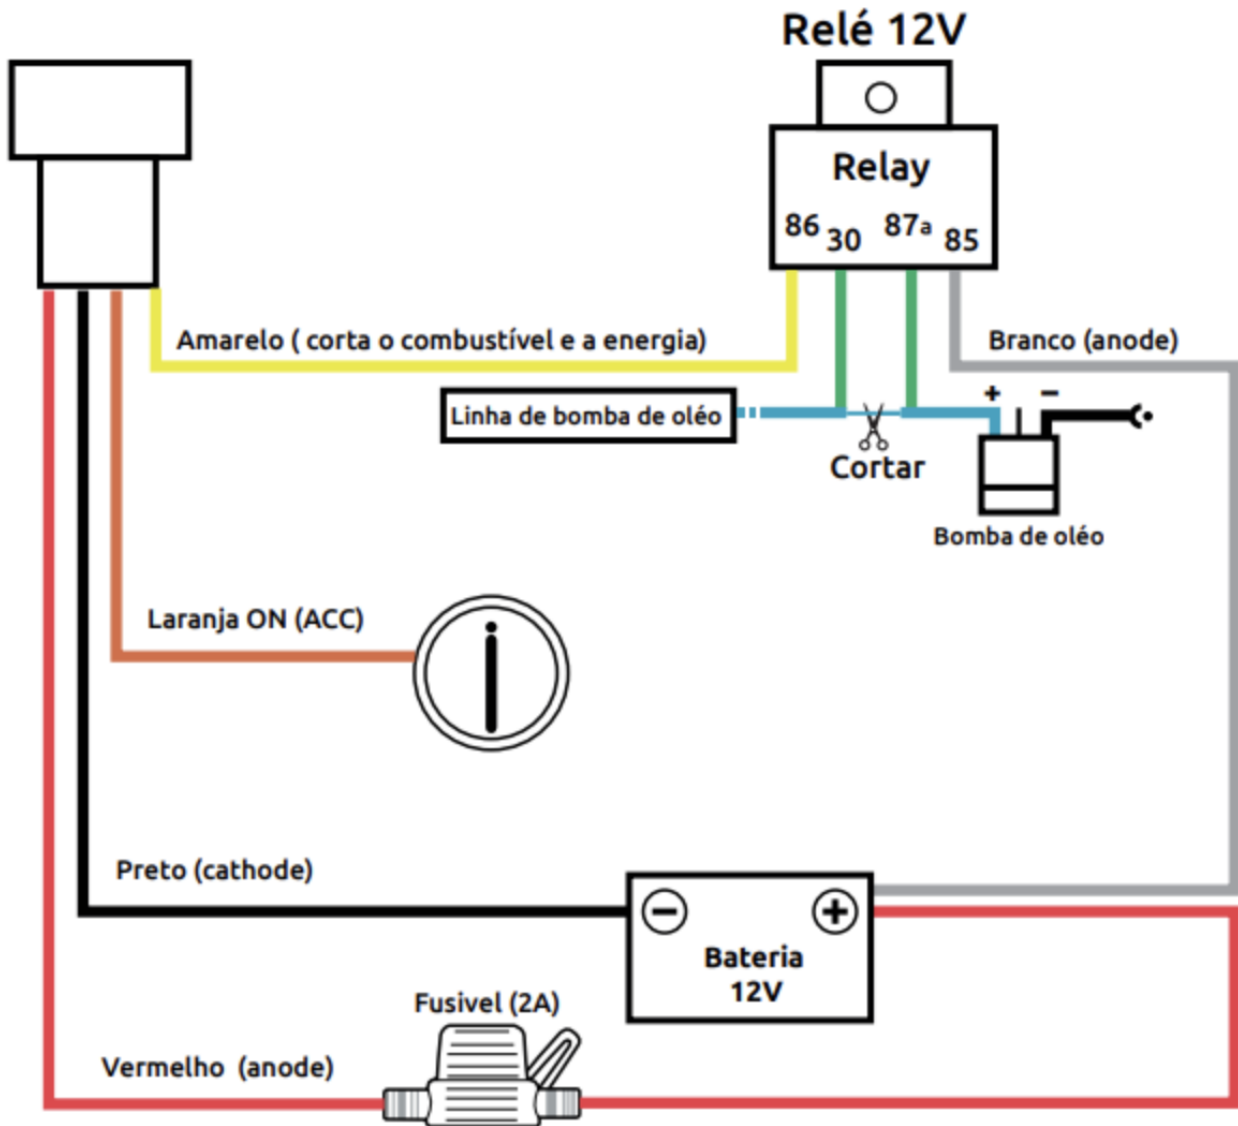 Relé 12V
Relay
86 30 87a 85
Amarelo ( corta o combustível e a energia)
Branco (anode)
+ −
Linha de bomba de oléo
Cortar
Bomba de oléo
Laranja ON (ACC)
Preto (cathode)
− +
Bateria
12V
Fusivel (2A)
Vermelho (anode)